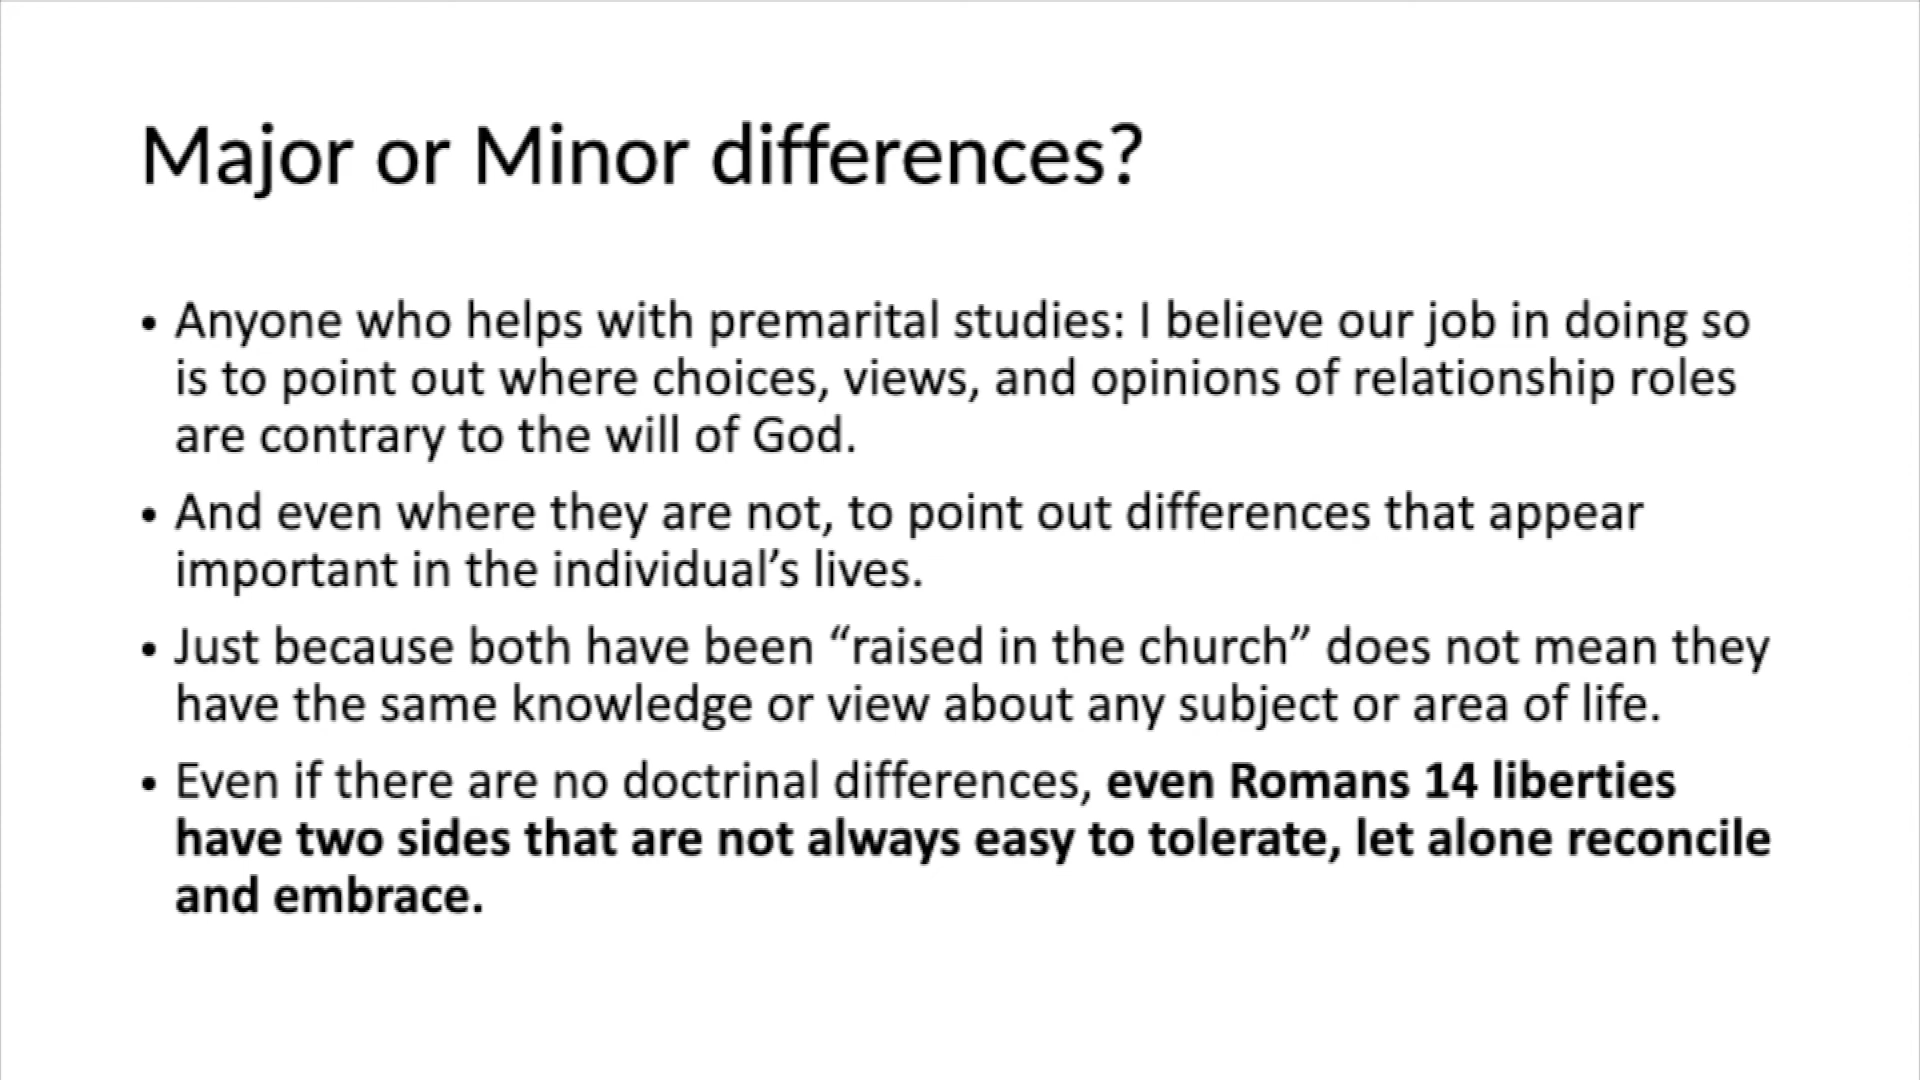 Major or Minor differences?
• Anyone who helps with premarital studies: I believe our job in doing so
is to point out where choices, views, and opinions of relationship roles
are contrary to the will of God.
• And even where they are not, to point out differences that appear
important in the individual’s lives.
• Just because both have been “raised in the church” does not mean they
have the same knowledge or view about any subject or area of life.
• Even if there are no doctrinal differences, even Romans 14 liberties
have two sides that are not always easy to tolerate, let alone reconcile
and embrace.